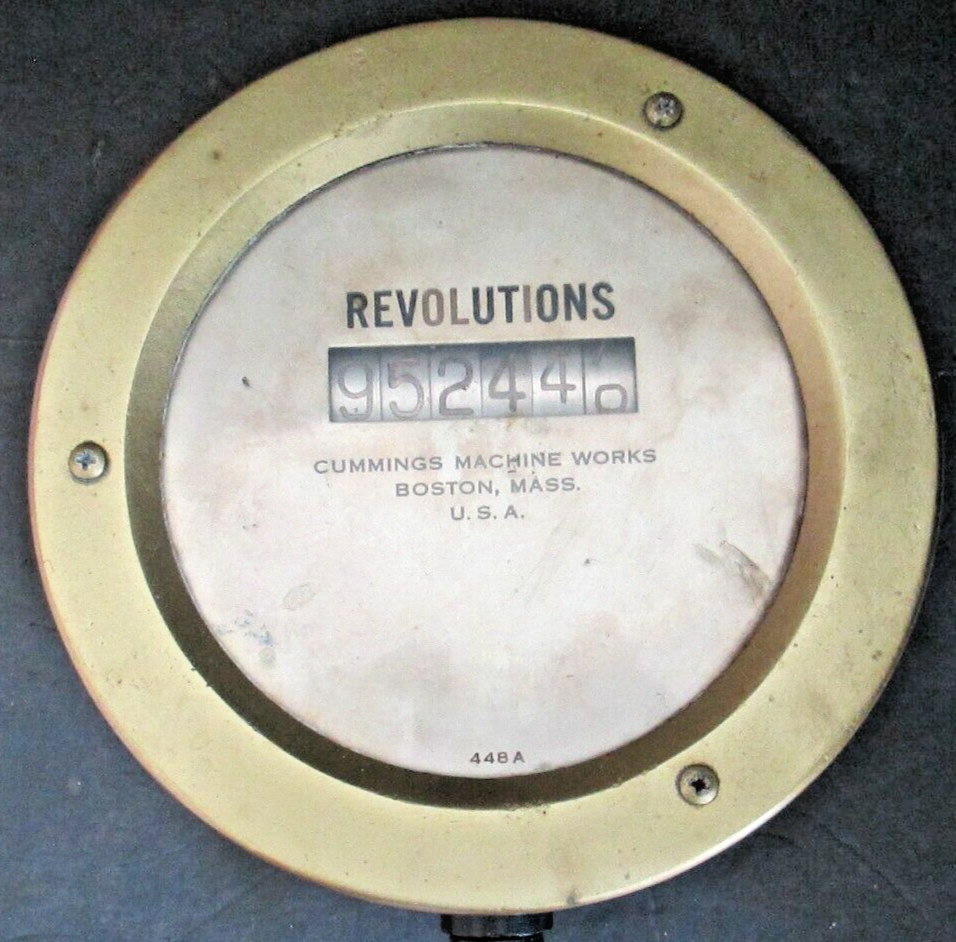 REVOLUTIONS
95244
CUMMINGS MACHINE WORKS
BOSTON, MASS.
U. S. A.
448A